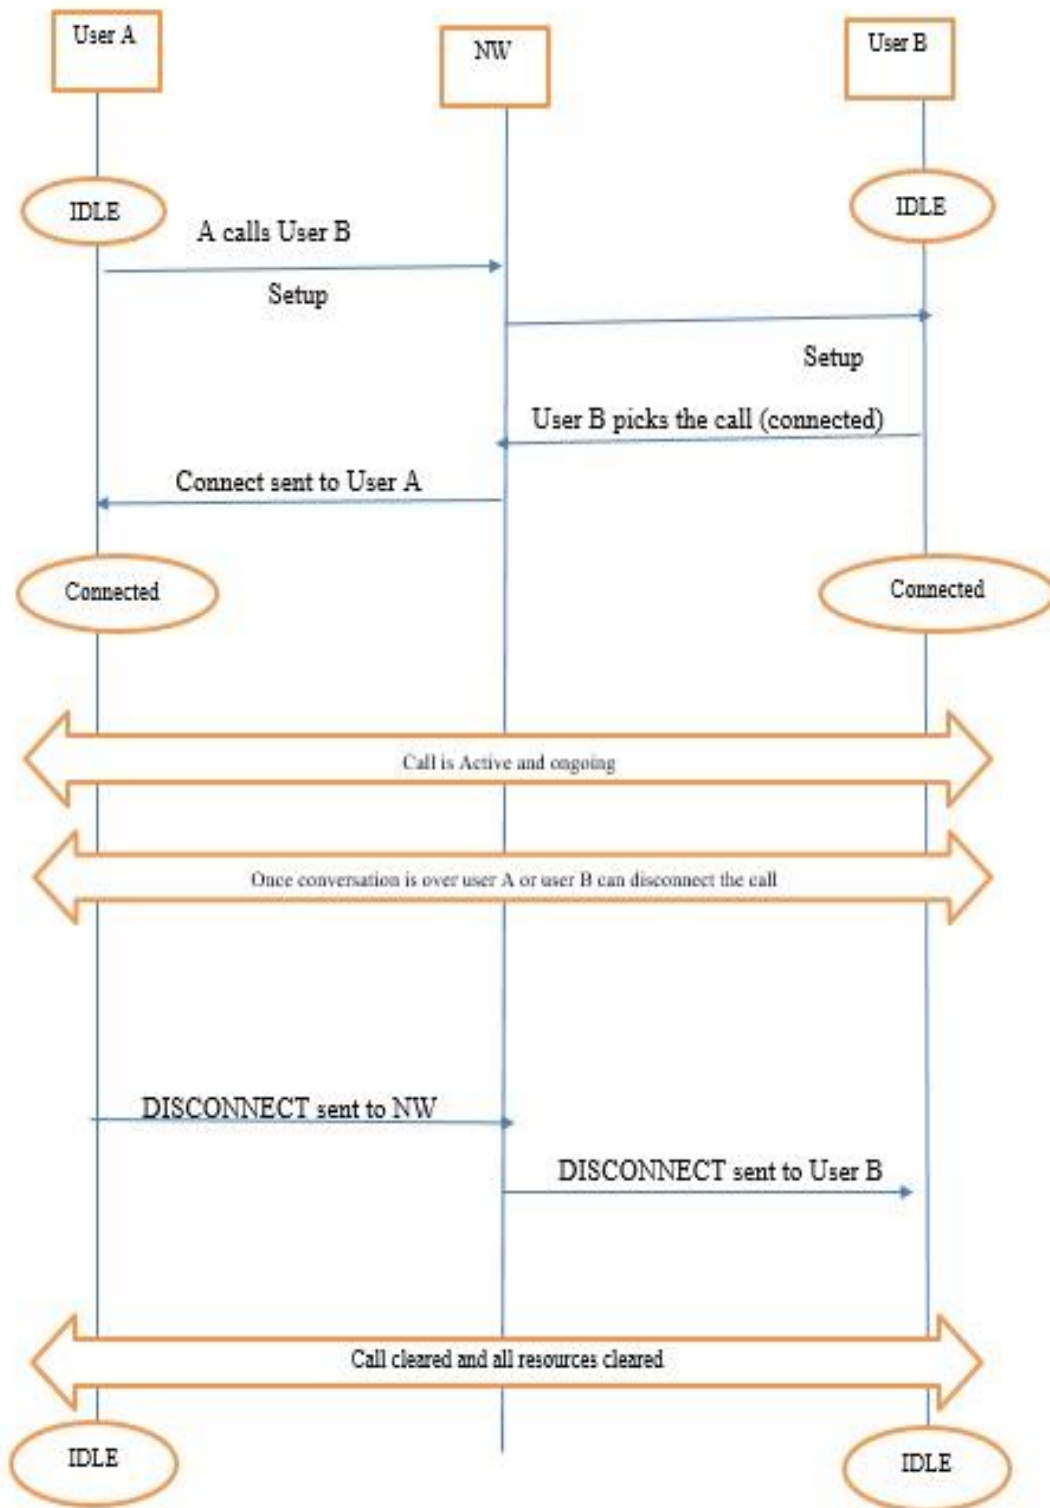 User A
NW
User B
IDLE
IDLE
A calls User B
Setup
Setup
User B picks the call (connected)
Connect sent to User A
Connected
Connected
Call is Active and ongoing
Once conversation is over user A or user B can disconnect the call
DISCONNECT sent to NW
DISCONNECT sent to User B
Call cleared and all resources cleared
IDLE
IDLE